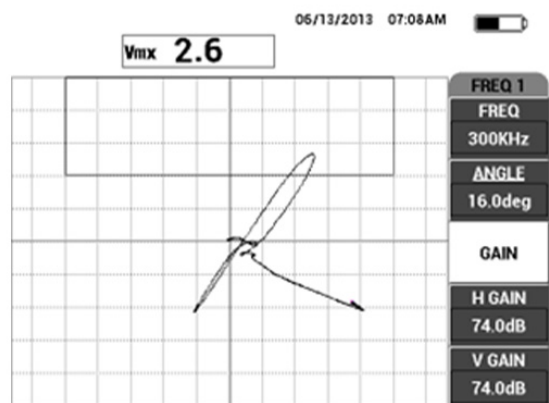 06/13/2013 07:08AM
Vmx 2.6
FREQ 1
FREQ
300KHz
ANGLE
16.0deg
GAIN
H GAIN
74.0dB
V GAIN
74.0dB